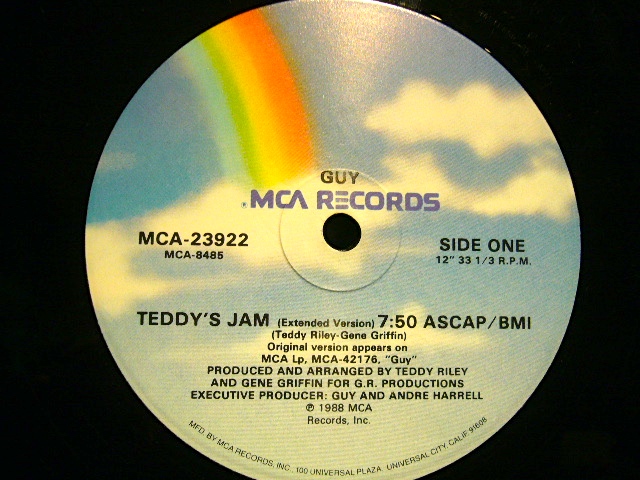 GUY
®MCA RECORDS
MCA-23922
MCA-8485
SIDE ONE
12" 33 1/3 R.P.M.
TEDDY'S JAM (Extended Version) 7:50 ASCAP/BMI
(Teddy Riley-Gene Griffin)
Original version appears on
MCA Lp, MCA-42176, "Guy"
PRODUCED AND ARRANGED BY TEDDY RILEY
AND GENE GRIFFIN FOR G.R. PRODUCTIONS
EXECUTIVE PRODUCER: GUY AND ANDRE HARRELL
℗ 1988 MCA
Records, Inc.
MFD. BY MCA RECORDS, INC. 100 UNIVERSAL PLAZA UNIVERSAL CITY, CALIF 91608